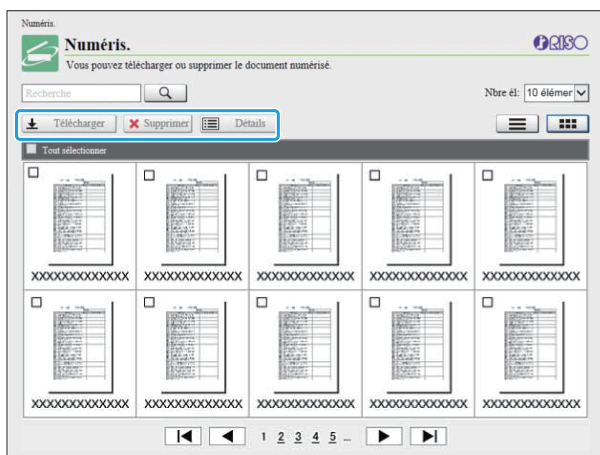 Numéris.
Numéris.
RISO
Vous pouvez télécharger ou supprimer le document numérisé.
Recherche
Nbre él: 10 élémer
Télécharger Supprimer Détails
Tout sélectionner
XXXXXXXXXXXXX XXXXXXXXXXXXX XXXXXXXXXXXXX XXXXXXXXXXXXX XXXXXXXXXXXXX
XXXXXXXXXXXXX XXXXXXXXXXXXX XXXXXXXXXXXXX XXXXXXXXXXXXX XXXXXXXXXXXXX
1 2 3 4 5 ...